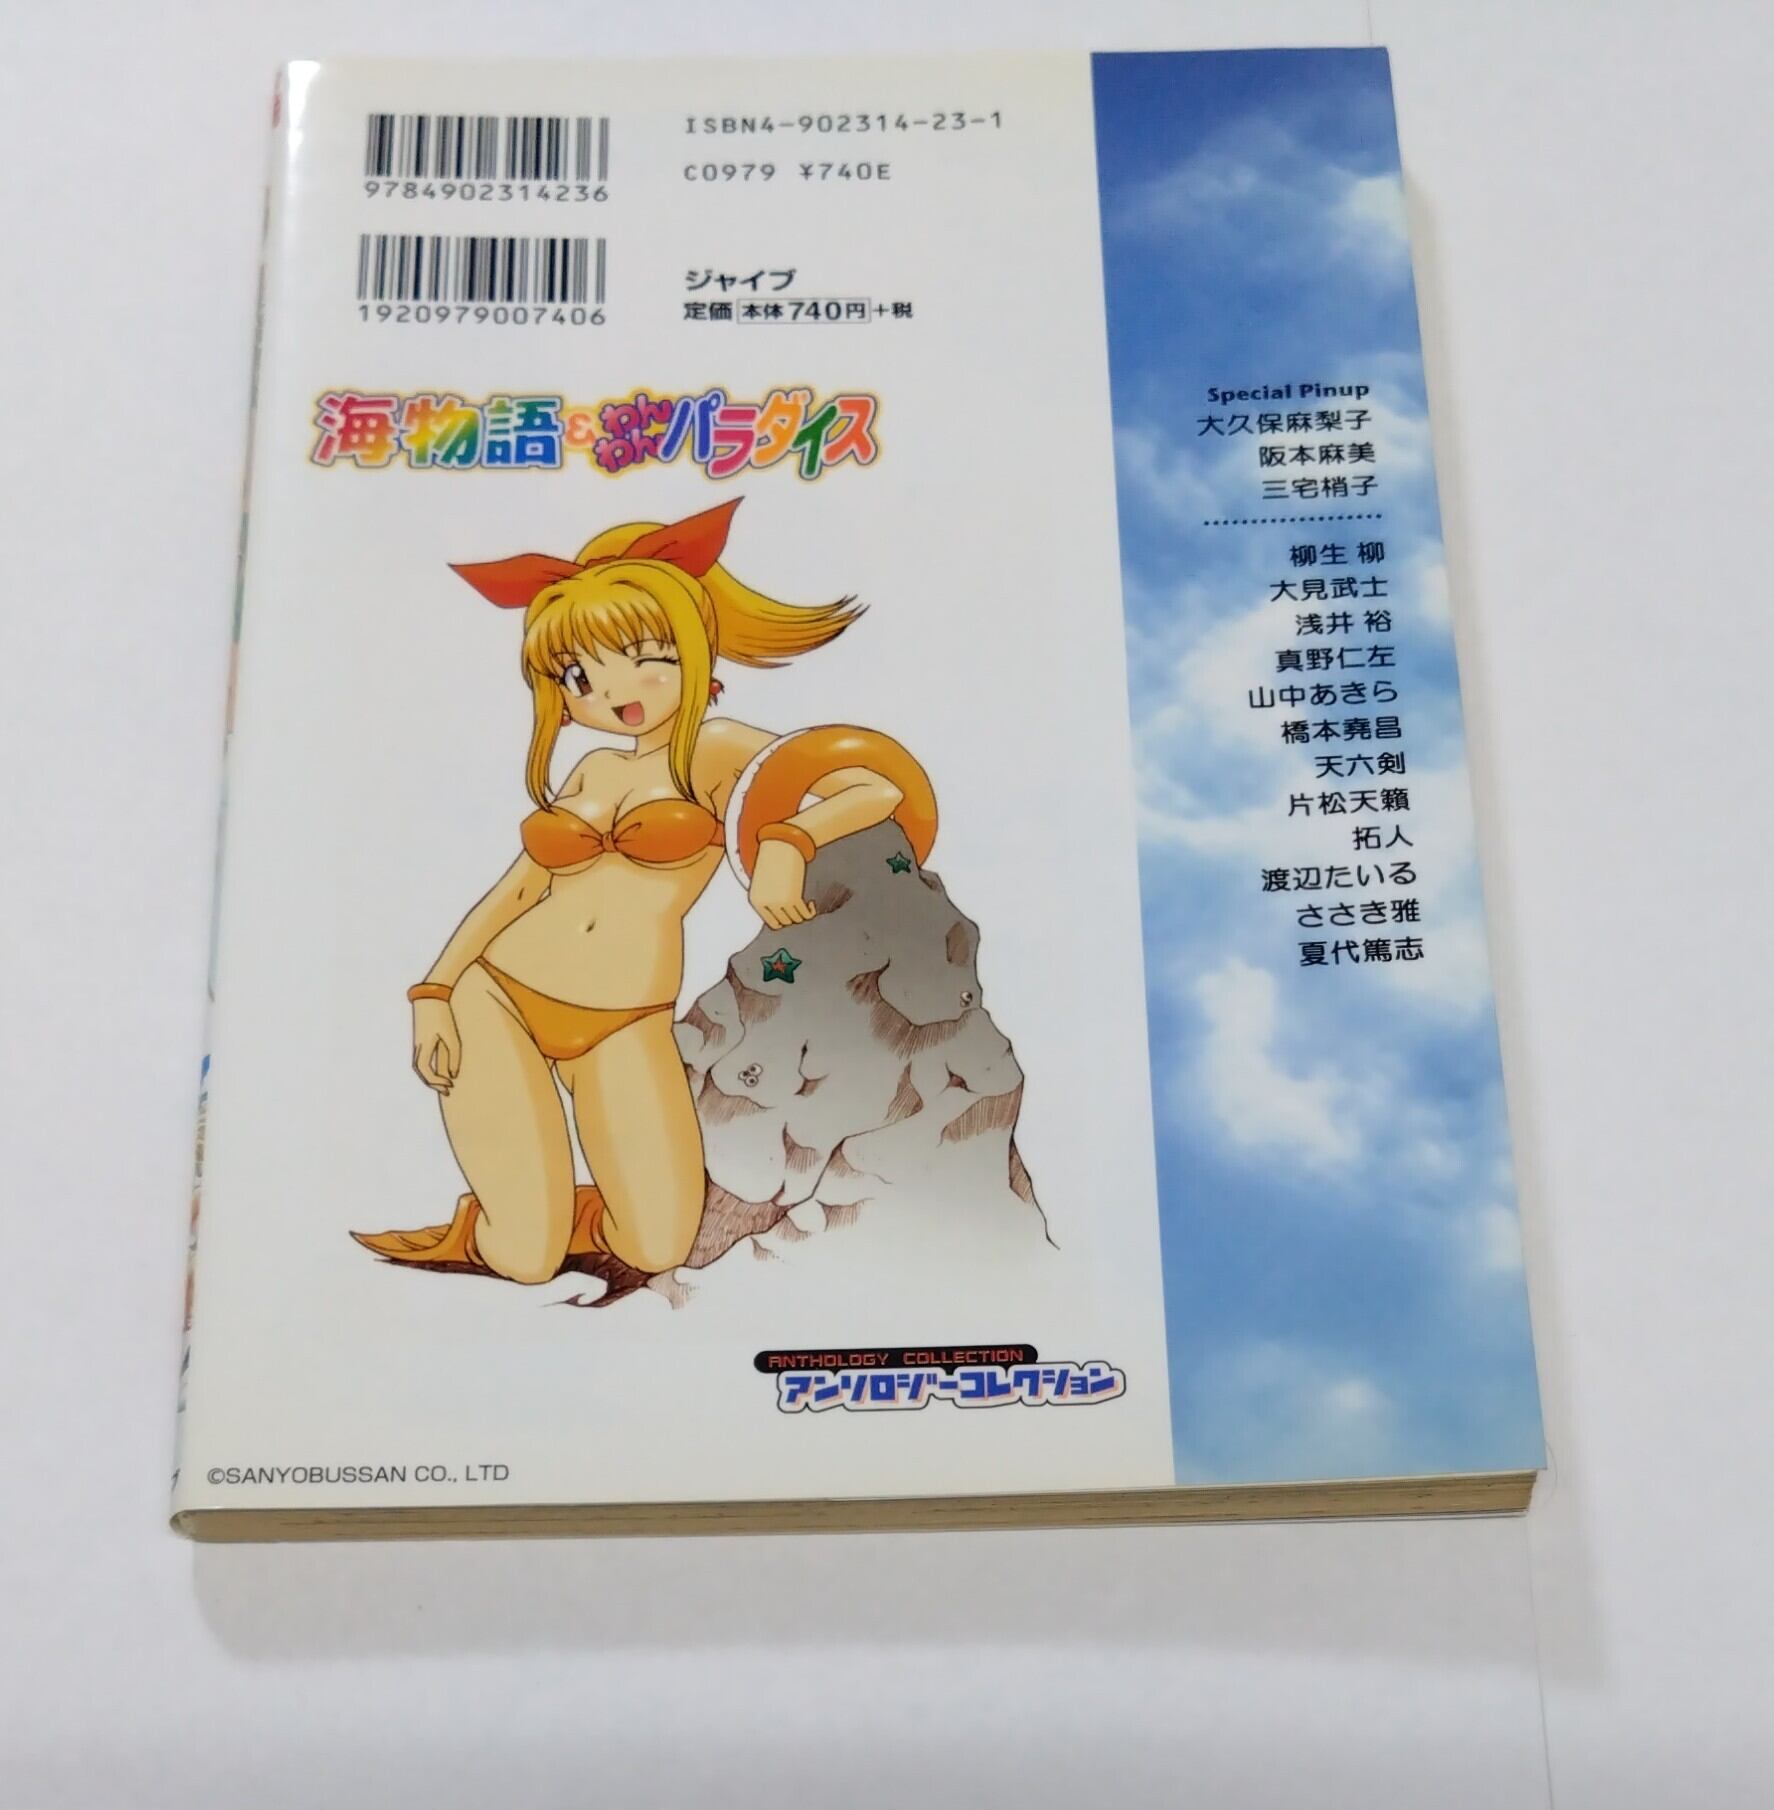 9784902314236
ISBN4-902314-23-1
C0979 ¥740E
1920979007406
ジャイブ
定価 本体740円+税
海物語&わんわんパラダイス
Special Pinup
大久保麻梨子
阪本麻美
三宅梢子
柳生 柳
大見武士
浅井 裕
真野仁左
山中あきら
橋本堯昌
天六剣
片松天籟
拓人
渡辺たいる
ささき雅
夏代篤志
ANTHOLOGY COLLECTION
アンソロジーコレクション
©SANYOBUSSAN CO., LTD